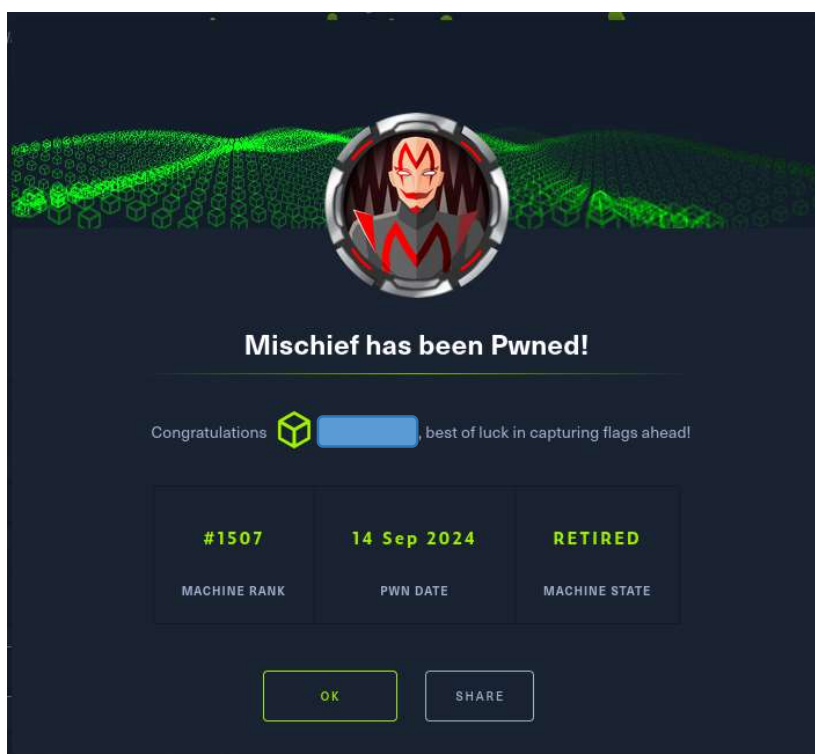 Mischief has been Pwned!
Congratulations , best of luck in capturing flags ahead!
#1507 14 Sep 2024 RETIRED
MACHINE RANK PWN DATE MACHINE STATE
OK SHARE